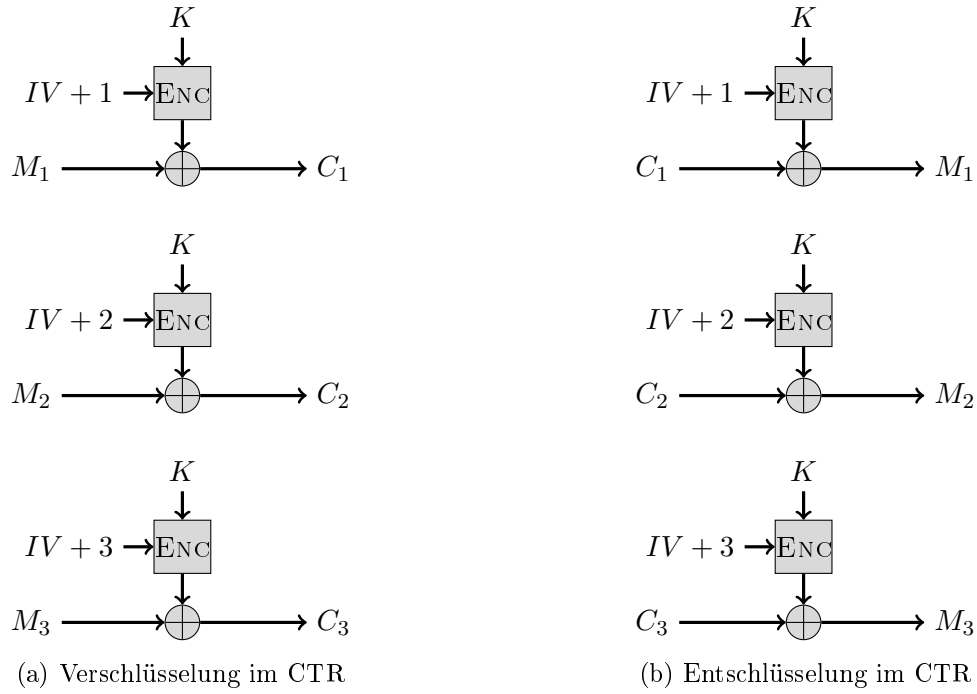 K
K
IV + 1 ENC
IV + 1 ENC
M₁ C₁
C₁ M₁
K
K
IV + 2 ENC
IV + 2 ENC
M₂ C₂
C₂ M₂
K
K
IV + 3 ENC
IV + 3 ENC
M₃ C₃
C₃ M₃
(a) Verschlüsselung im CTR
(b) Entschlüsselung im CTR